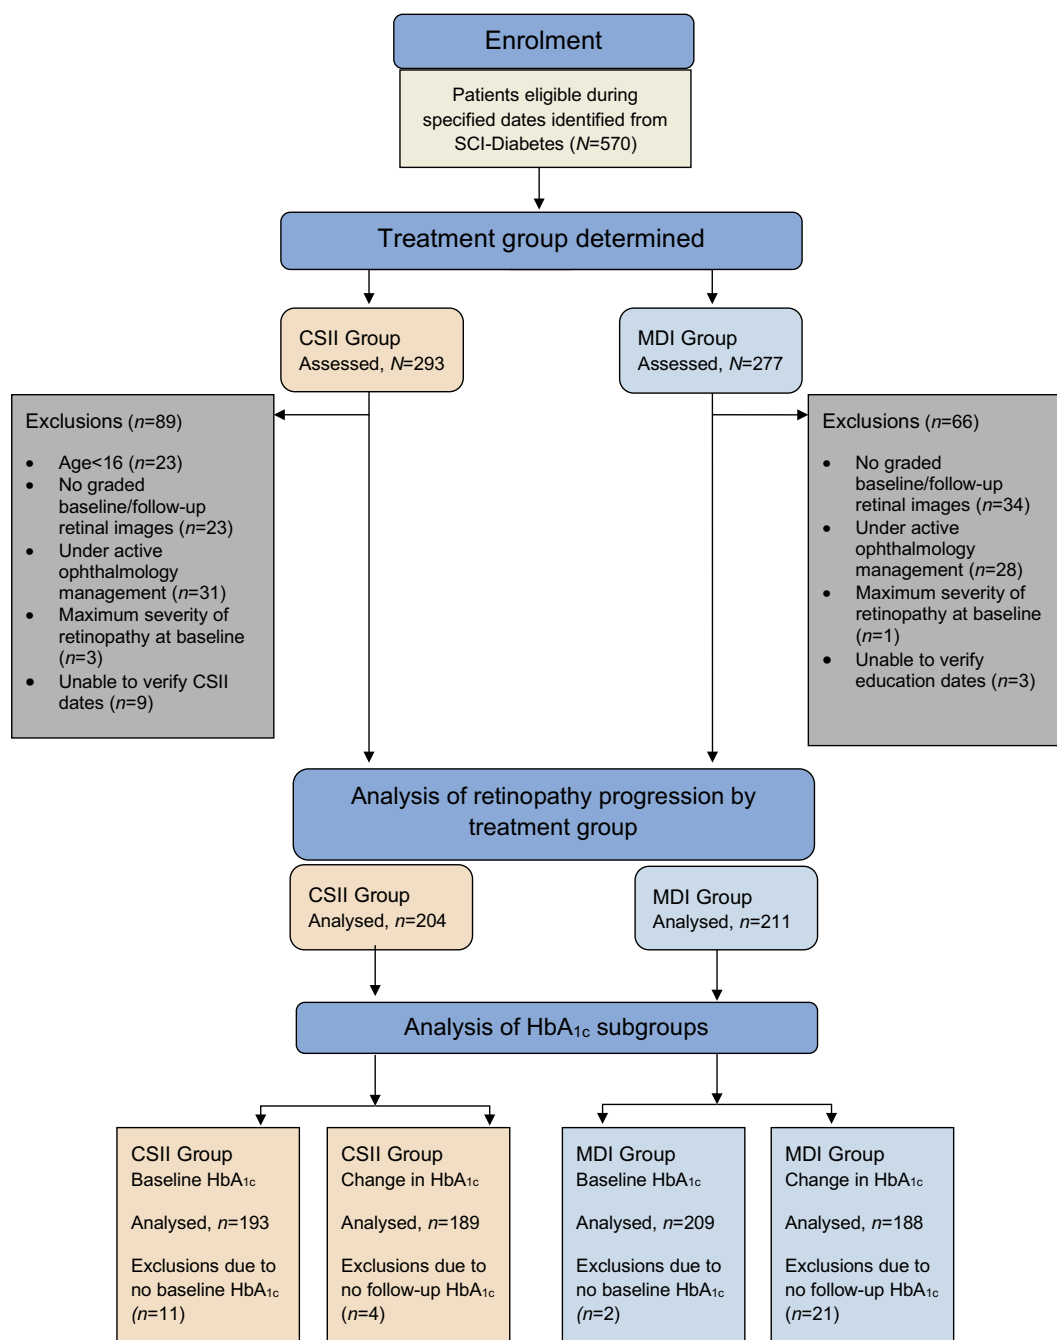 Enrolment
Patients eligible during
specified dates identified from
SCI-Diabetes (N=570)
Treatment group determined
CSII Group
Assessed, N=293
MDI Group
Assessed, N=277
Exclusions (n=89)
• Age<16 (n=23)
• No graded
baseline/follow-up
retinal images (n=23)
• Under active
ophthalmology
management (n=31)
• Maximum severity of
retinopathy at baseline
(n=3)
• Unable to verify CSII
dates (n=9)
Exclusions (n=66)
• No graded
baseline/follow-up
retinal images (n=34)
• Under active
ophthalmology
management (n=28)
• Maximum severity of
retinopathy at baseline
(n=1)
• Unable to verify
education dates (n=3)
Analysis of retinopathy progression by
treatment group
CSII Group
Analysed, n=204
MDI Group
Analysed, n=211
Analysis of HbA1c subgroups
CSII Group
Baseline HbA1c
Analysed, n=193
Exclusions due to
no baseline HbA1c
(n=11)
CSII Group
Change in HbA1c
Analysed, n=189
Exclusions due to
no follow-up HbA1c
(n=4)
MDI Group
Baseline HbA1c
Analysed, n=209
Exclusions due to
no baseline HbA1c
(n=2)
MDI Group
Change in HbA1c
Analysed, n=188
Exclusions due to
no follow-up HbA1c
(n=21)